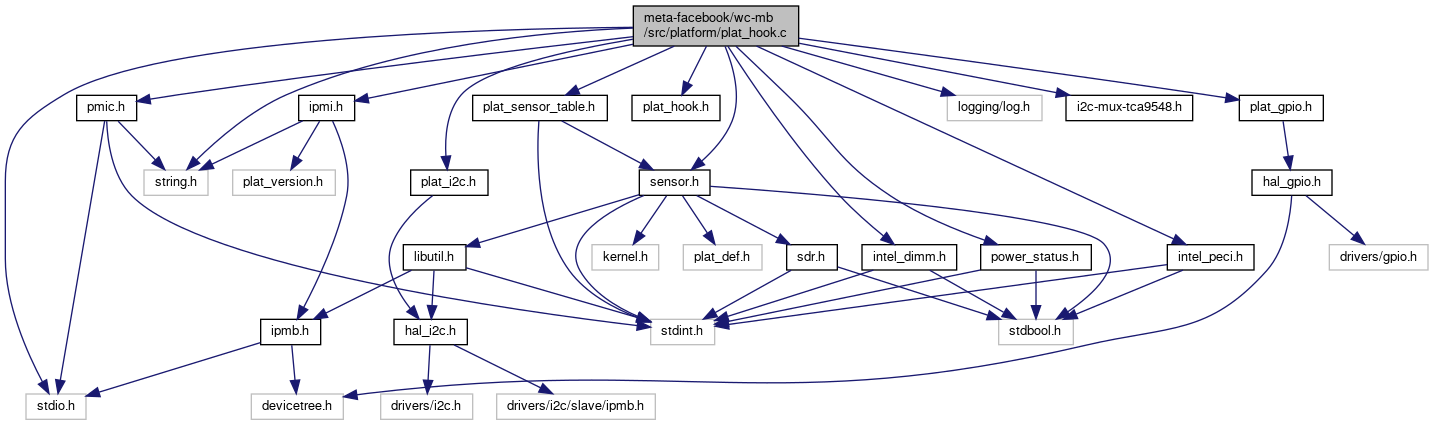 meta-facebook/wc-mb
/src/platform/plat_hook.c
pmic.h
ipmi.h
plat_sensor_table.h
plat_hook.h
logging/log.h
i2c-mux-tca9548.h
plat_gpio.h
string.h
plat_version.h
plat_i2c.h
sensor.h
hal_gpio.h
libutil.h
kernel.h
plat_def.h
sdr.h
intel_dimm.h
power_status.h
intel_peci.h
drivers/gpio.h
ipmb.h
hal_i2c.h
stdint.h
stdbool.h
stdio.h
devicetree.h
drivers/i2c.h
drivers/i2c/slave/ipmb.h